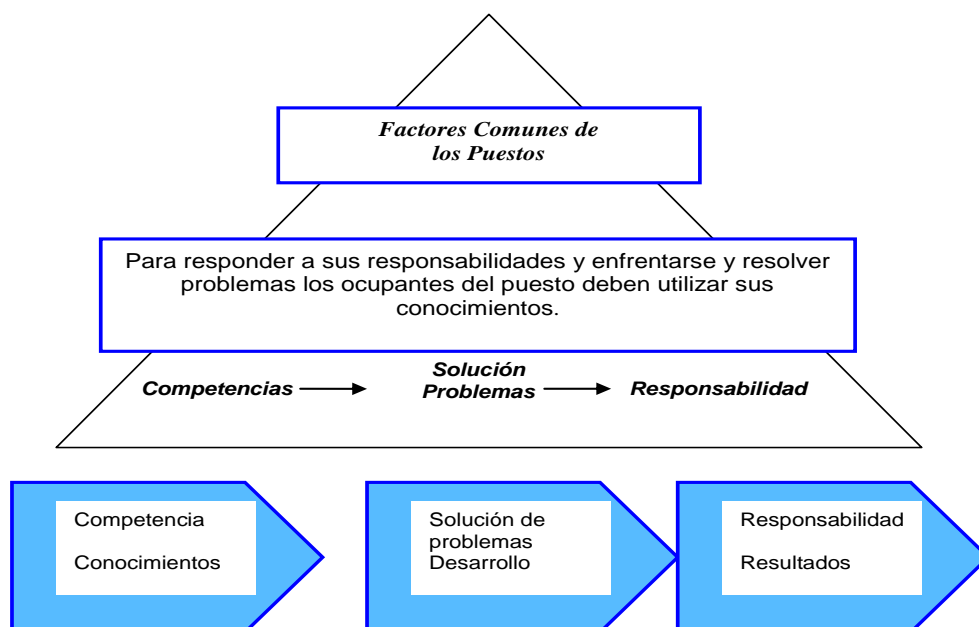 Factores Comunes de
los Puestos
Para responder a sus responsabilidades y enfrentarse y resolver
problemas los ocupantes del puesto deben utilizar sus
conocimientos.
Competencias
Solución
Problemas
Responsabilidad
Competencia
Conocimientos
Solución de
problemas
Desarrollo
Responsabilidad
Resultados